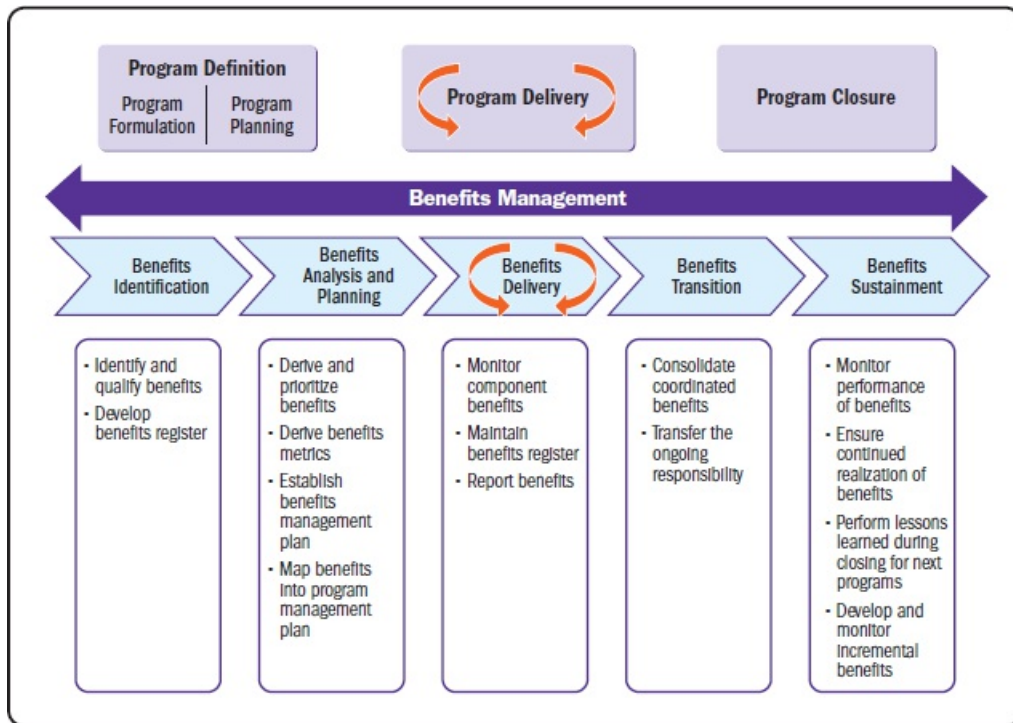 Program Definition
Program
Formulation
Program
Planning
Program Delivery
Program Closure
Benefits Management
Benefits
Identification
Benefits
Analysis and
Planning
Benefits
Delivery
Benefits
Transition
Benefits
Sustainment
· Identify and
qualify benefits
· Develop
benefits register
· Derive and
prioritize
benefits
· Derive benefits
metrics
· Establish
benefits
management
plan
· Map benefits
into program
management
plan
· Monitor
component
benefits
· Maintain
benefits register
· Report benefits
· Consolidate
coordinated
benefits
· Transfer the
ongoing
responsibility
· Monitor
performance
of benefits
· Ensure
continued
realization of
benefits
· Perform lessons
learned during
closing for next
programs
· Develop and
monitor
incremental
benefits